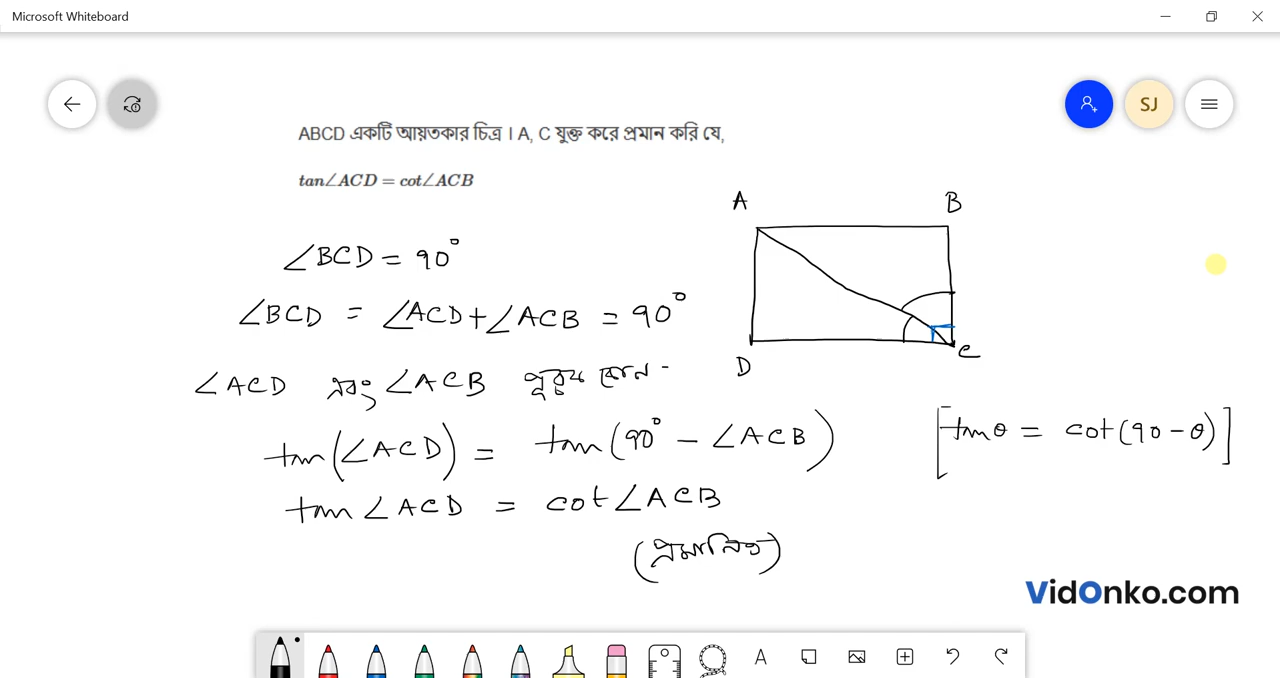 Microsoft Whiteboard
SJ
ABCD একটি আয়তকার চিত্র । A, C যুক্ত করে প্রমান করি যে,
tan∠ACD = cot∠ACB
A
B
∠BCD = 90°
∠BCD = ∠ACD + ∠ACB = 90°
D
C
∠ACD এবং ∠ACB পূরক কোন -
tan(∠ACD) = tan(90° - ∠ACB)
[tanθ = cot(90 - θ)]
tan ∠ACD = cot ∠ACB
(প্রমানিত)
VidOnko.com
A